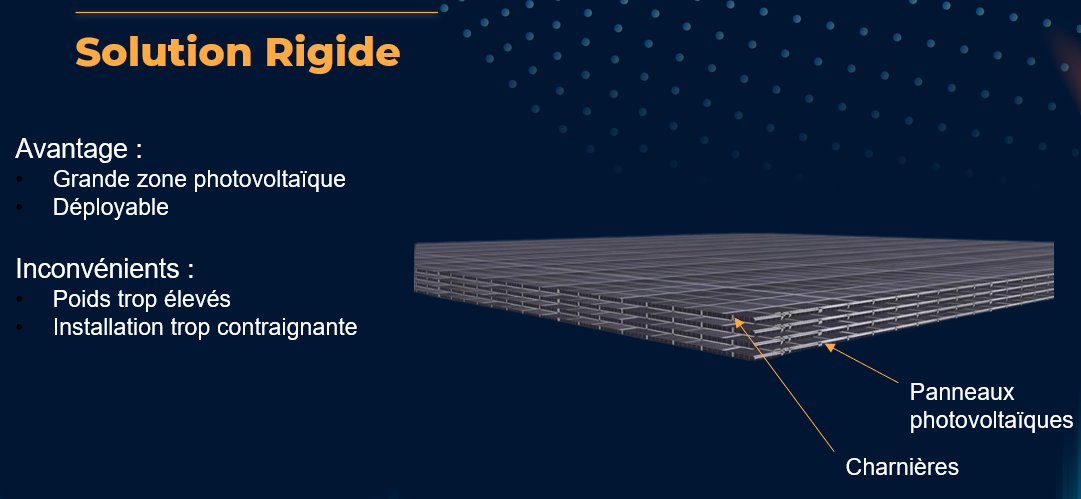 Solution Rigide
Avantage :
• Grande zone photovoltaïque
• Déployable
Inconvénients :
• Poids trop élevés
• Installation trop contraignante
Panneaux
photovoltaïques
Charnières